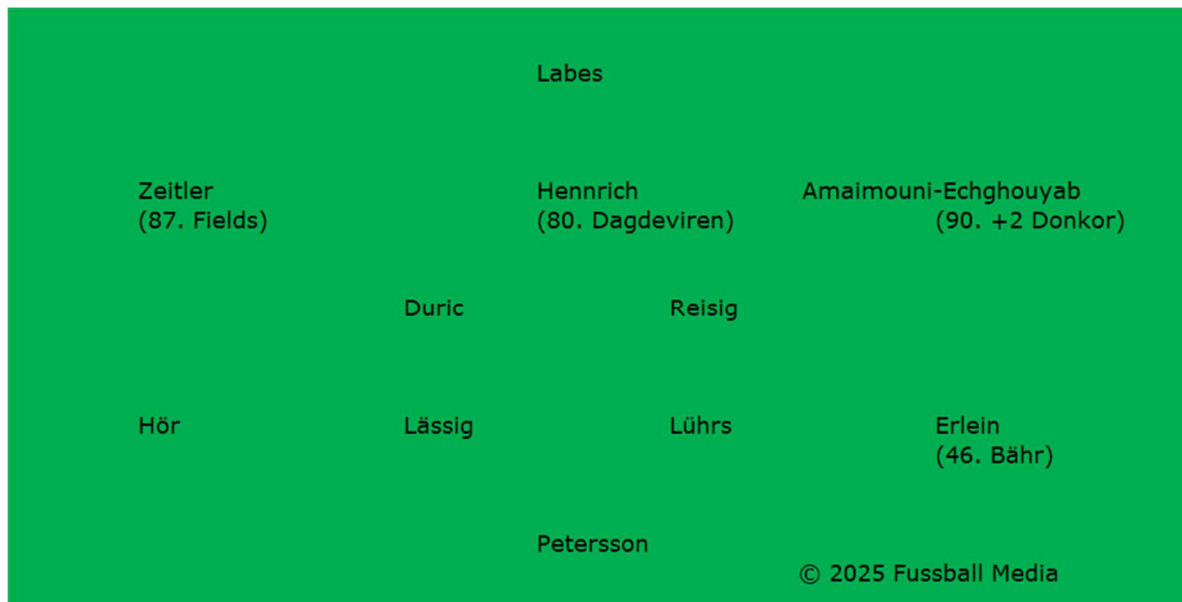 Labes
Zeitler Hennrich Amaimouni-Echghouyab
(87. Fields) (80. Dagdeviren) (90. +2 Donkor)
Duric Reisig
Hör Lässig Lührs Erlein
(46. Bähr)
Petersson
© 2025 Fussball Media